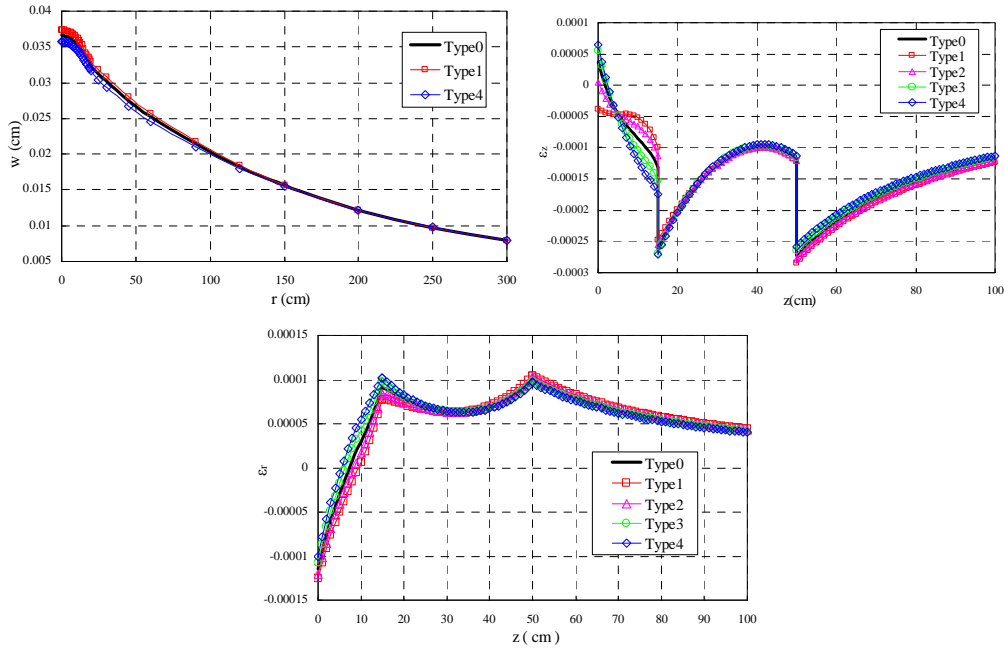 0.04
0.035
0.03
0.025
0.02
0.015
0.01
0.005
w (cm)
0 50 100 150 200 250 300
r (cm)
Type0
Type1
Type4
0.0001
0.00005
0
-0.00005
-0.0001
-0.00015
-0.0002
-0.00025
-0.0003
εz
0 20 40 60 80 100
z(cm)
Type0
Type1
Type2
Type3
Type4
0.00015
0.0001
0.00005
0
-0.00005
-0.0001
-0.00015
εr
0 10 20 30 40 50 60 70 80 90 100
z ( cm )
Type0
Type1
Type2
Type3
Type4